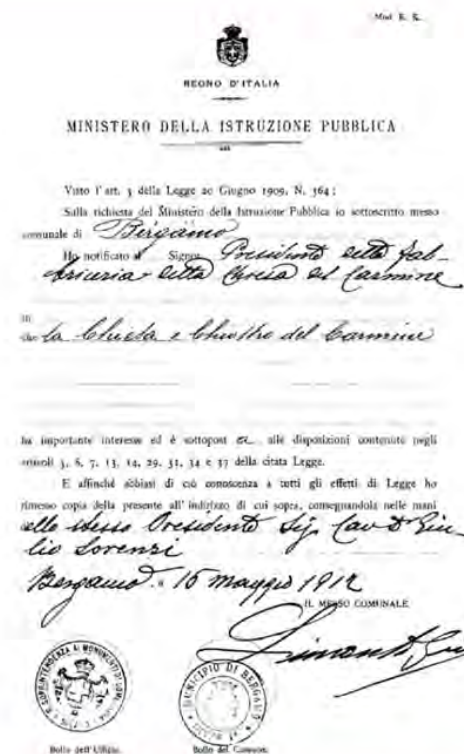 Mod. E. E.
REGNO D'ITALIA
MINISTERO DELLA ISTRUZIONE PUBBLICA
Visto l'art. 5 della Legge 20 Giugno 1909, N. 364;
Sulla richiesta del Ministero della Istruzione Pubblica io sottoscritto messo
comunale di Bergamo
Ho notificato al Signor Presidente della fab-
briceria della Chiesa del Carmine
che la Chiesa e Chiostro del Carmine
ha importante interesse ed è sottopost a alle disposizioni contenute negli
articoli 5, 6, 7, 13, 14, 29, 31, 34 e 37 della citata Legge.
E affinché abbiasi di ciò conoscenza a tutti gli effetti di Legge ho
rimesso copia della presente all'indirizzo di cui sopra, consegnandola nelle mani
allo stesso Presidente Sig. Cav. Dr Giu-
lio Lorenzi
Bergamo 15 maggio 1912
IL MESSO COMUNALE
MUNICIPIO DI BERGAMO
Bollo dell'Ufficio.
Bollo del Comune.